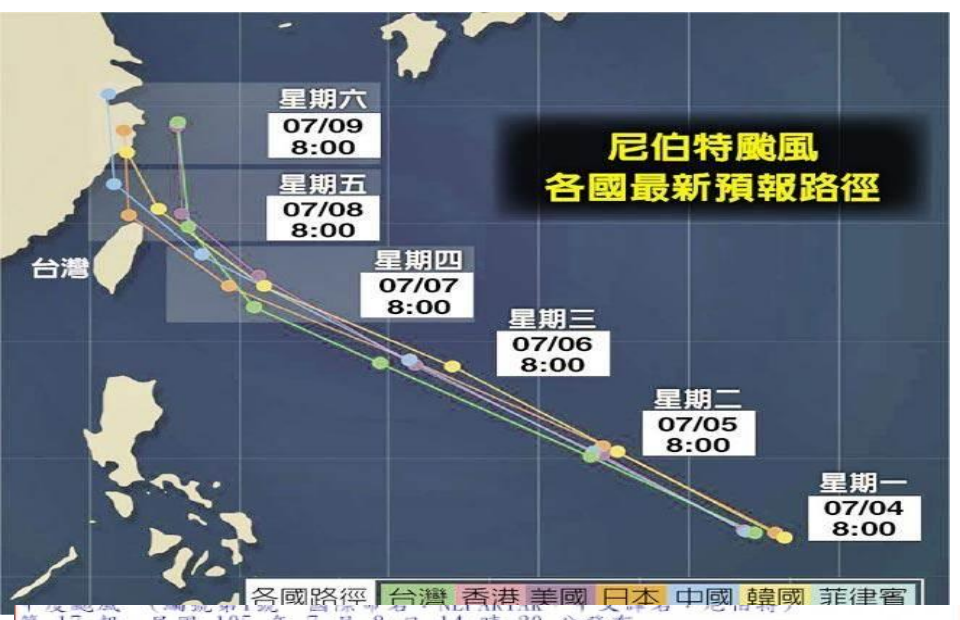 尼伯特颱風
各國最新預報路徑
星期六
07/09
8:00
星期五
07/08
8:00
台灣
星期四
07/07
8:00
星期三
07/06
8:00
星期二
07/05
8:00
星期一
07/04
8:00
各國路徑 台灣 香港 美國 日本 中國 韓國 菲律賓